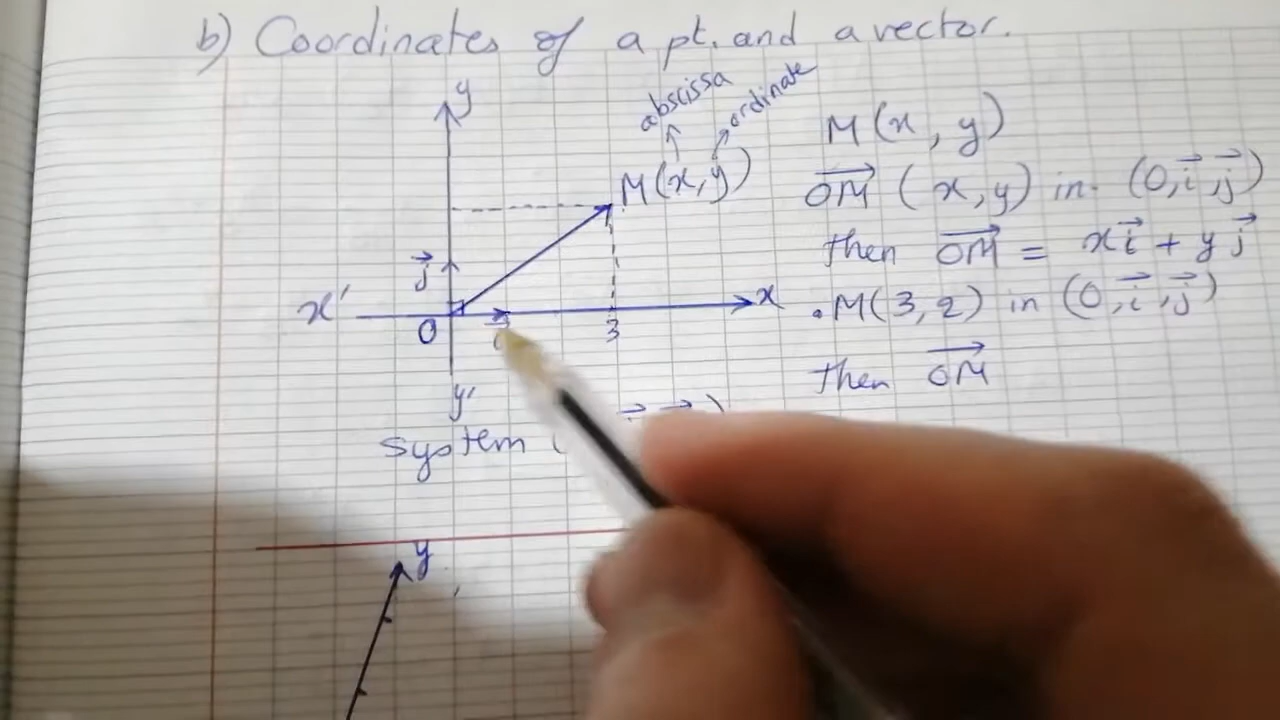 b) Coordinates of a pt. and a vector.
y
abscissa
ordinate
M(x,y)
j⃗
x'
O
3
x
y'
System (
M(x,y)
OM⃗ (x,y) in (O,i⃗,j⃗)
then OM⃗ = xi⃗ + yj⃗
.M(3,2) in (O,i⃗,j⃗)
then OM⃗
y